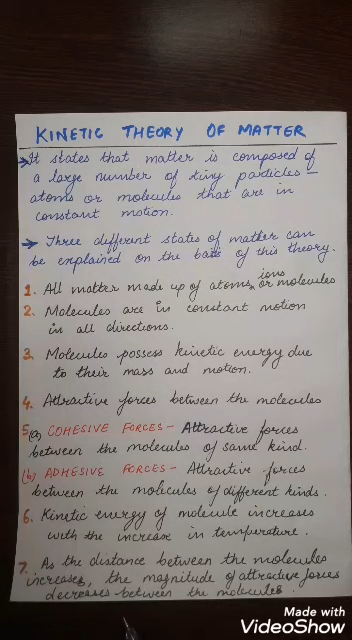 KINETIC THEORY OF MATTER
→ It states that matter is composed of
a large number of tiny particles –
atoms or molecules that are in
constant motion.
→ Three different states of matter can
be explained on the basis of this theory.
1. All matter made up of atoms, ions or molecules
2. Molecules are in constant motion
in all directions.
3. Molecules possess kinetic energy due
to their mass and motion.
4. Attractive forces between the molecules
5. (a) COHESIVE FORCES – Attractive forces
between the molecules of same kind.
(b) ADHESIVE FORCES – Attractive forces
between the molecules of different kinds.
6. Kinetic energy of molecule increases
with the increase in temperature.
7. As the distance between the molecules
increases, the magnitude of attractive forces
decreases between the molecules.
Made with
VideoShow